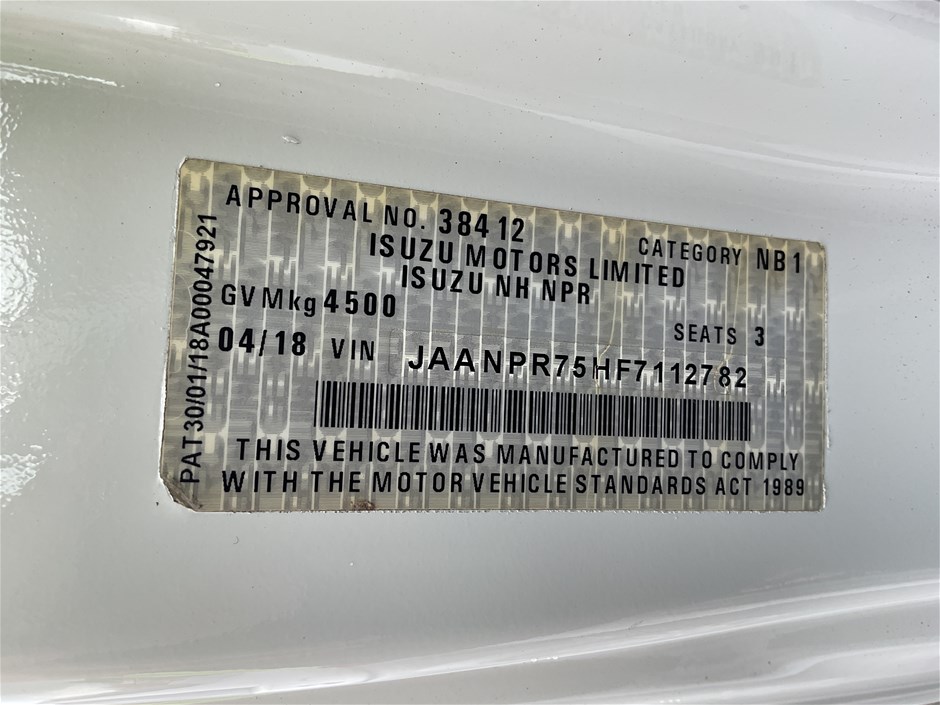 APPROVAL NO. 38412 CATEGORY NB1
ISUZU MOTORS LIMITED
ISUZU NH NPR
GVMkg 4500 SEATS 3
04/18 VIN JAANPR75HF7112782
THIS VEHICLE WAS MANUFACTURED TO COMPLY
WITH THE MOTOR VEHICLE STANDARDS ACT 1989
PAT30/01/18A00047921